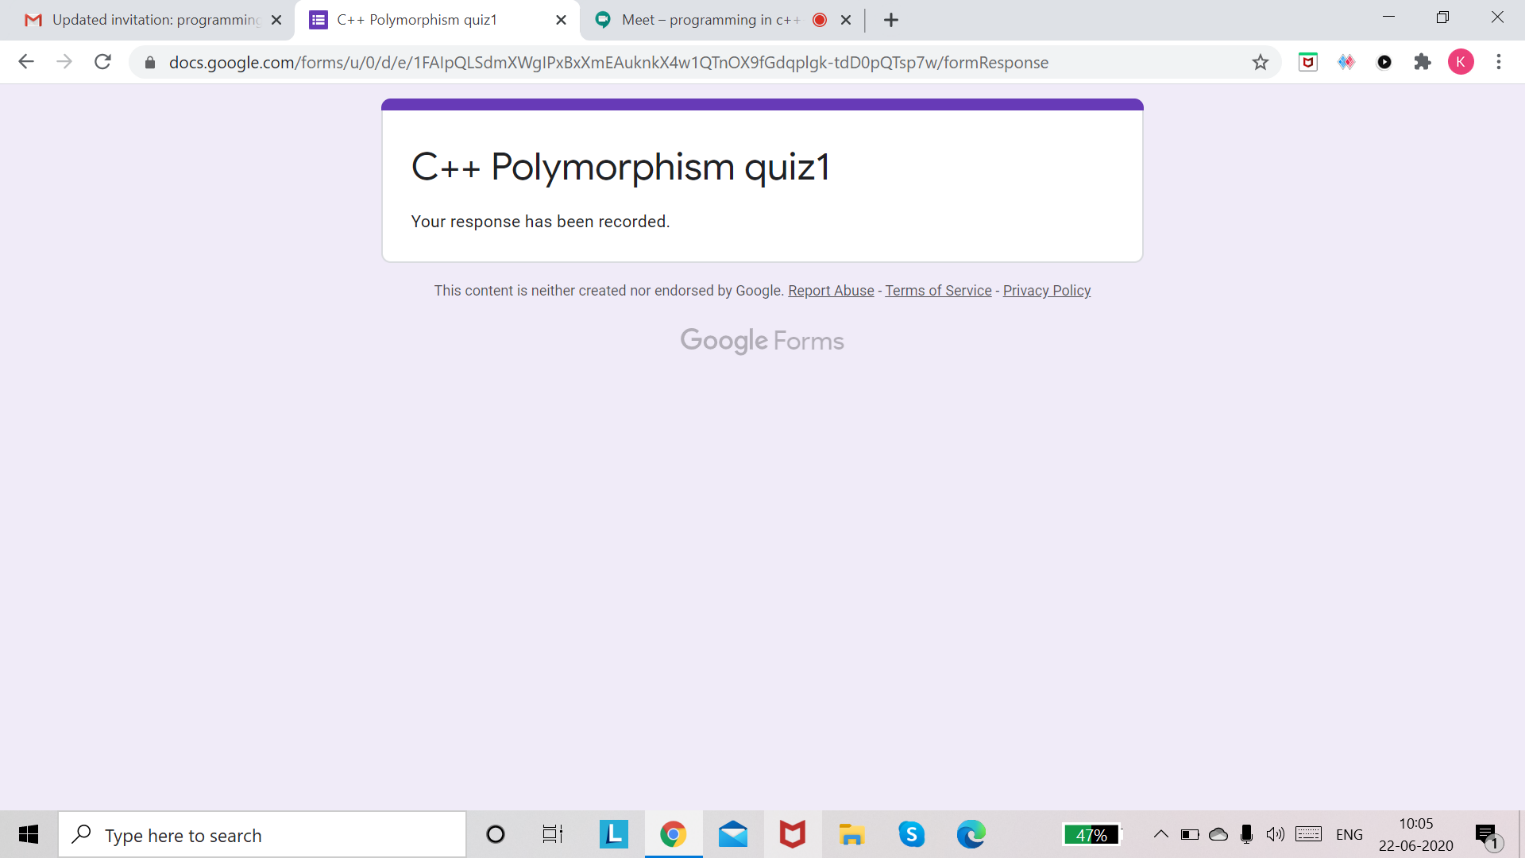 Updated invitation: programming
C++ Polymorphism quiz1
Meet – programming in c++
docs.google.com/forms/u/0/d/e/1FAIpQLSdmXWgIPxBxXmEAuknkX4w1QTnOX9fGdqplgk-tdD0pQTsp7w/formResponse
K
C++ Polymorphism quiz1
Your response has been recorded.
This content is neither created nor endorsed by Google. Report Abuse - Terms of Service - Privacy Policy
Google Forms
Type here to search
L
S
47%
ENG
10:05
22-06-2020
1